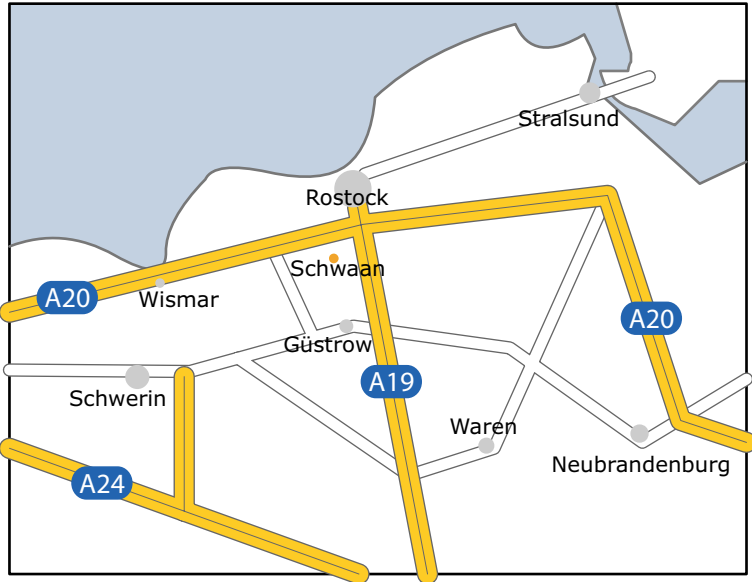 Stralsund
Rostock
Schwaan
A20
Wismar
A20
Güstrow
A19
Schwerin
Waren
Neubrandenburg
A24